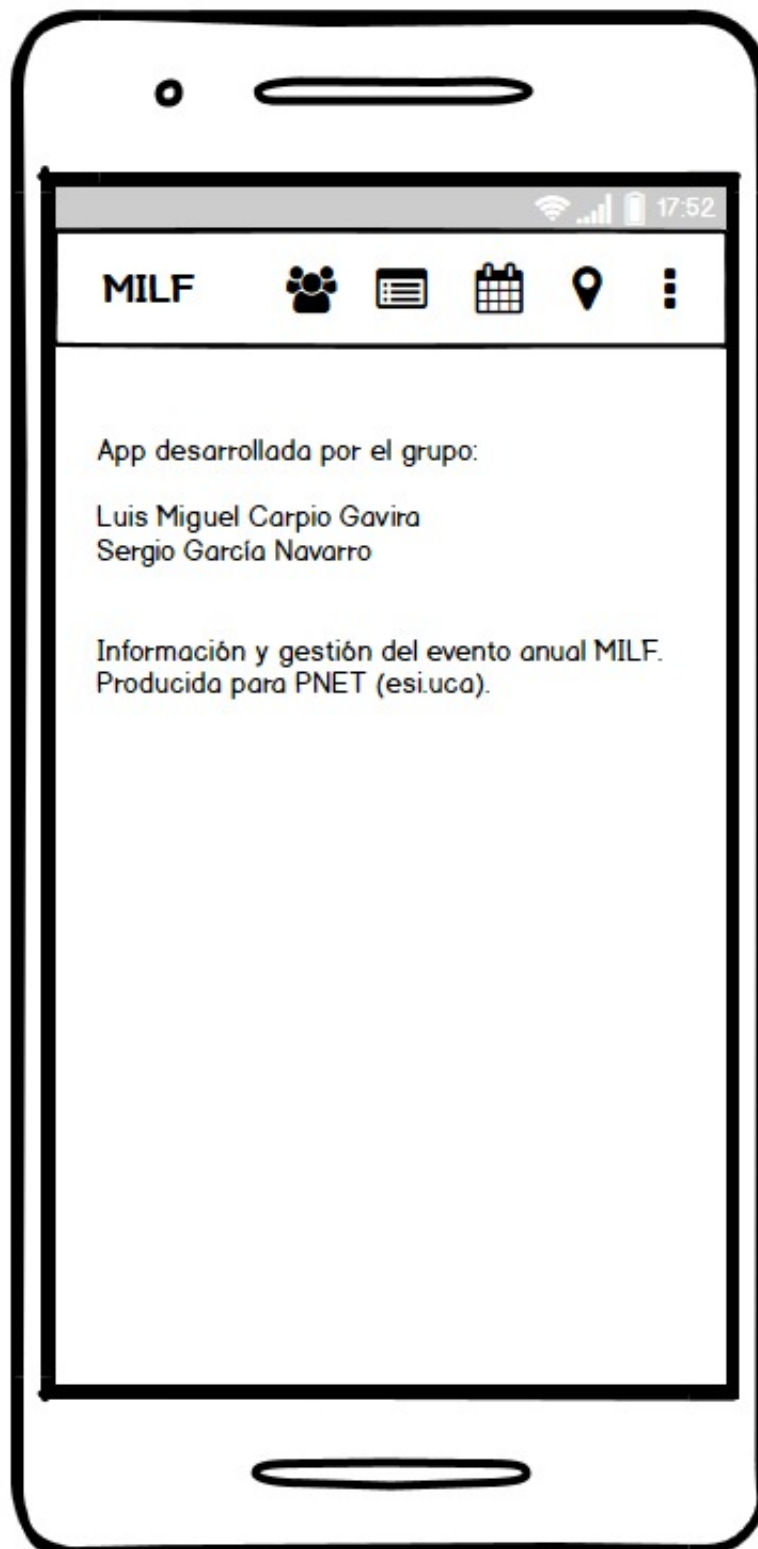 17:52
MILF
App desarrollada por el grupo:
Luis Miguel Carpio Gavira
Sergio García Navarro
Información y gestión del evento anual MILF.
Producida para PNET (esi.uca).